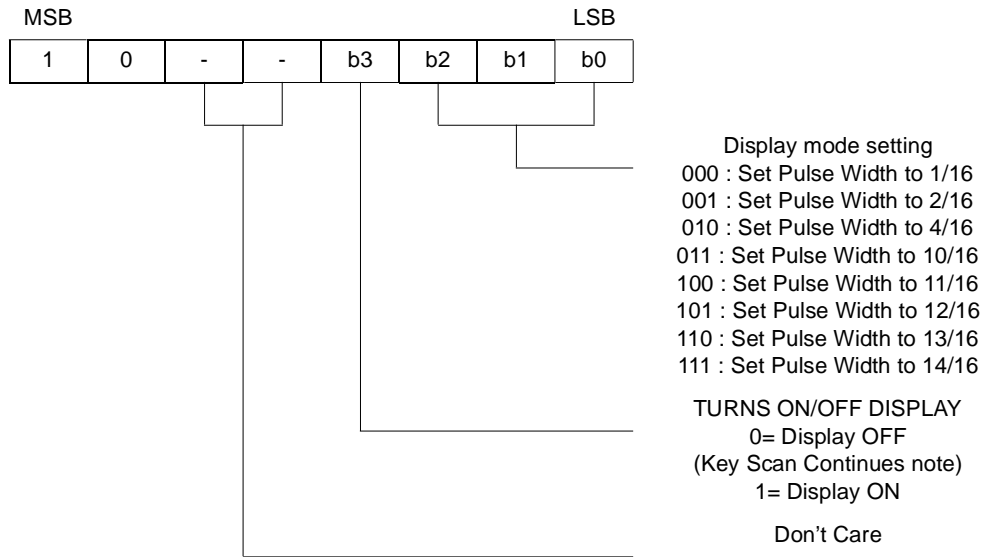 MSB LSB
1 0 - - b3 b2 b1 b0
Display mode setting
000 : Set Pulse Width to 1/16
001 : Set Pulse Width to 2/16
010 : Set Pulse Width to 4/16
011 : Set Pulse Width to 10/16
100 : Set Pulse Width to 11/16
101 : Set Pulse Width to 12/16
110 : Set Pulse Width to 13/16
111 : Set Pulse Width to 14/16
TURNS ON/OFF DISPLAY
0= Display OFF
(Key Scan Continues note)
1= Display ON
Don't Care